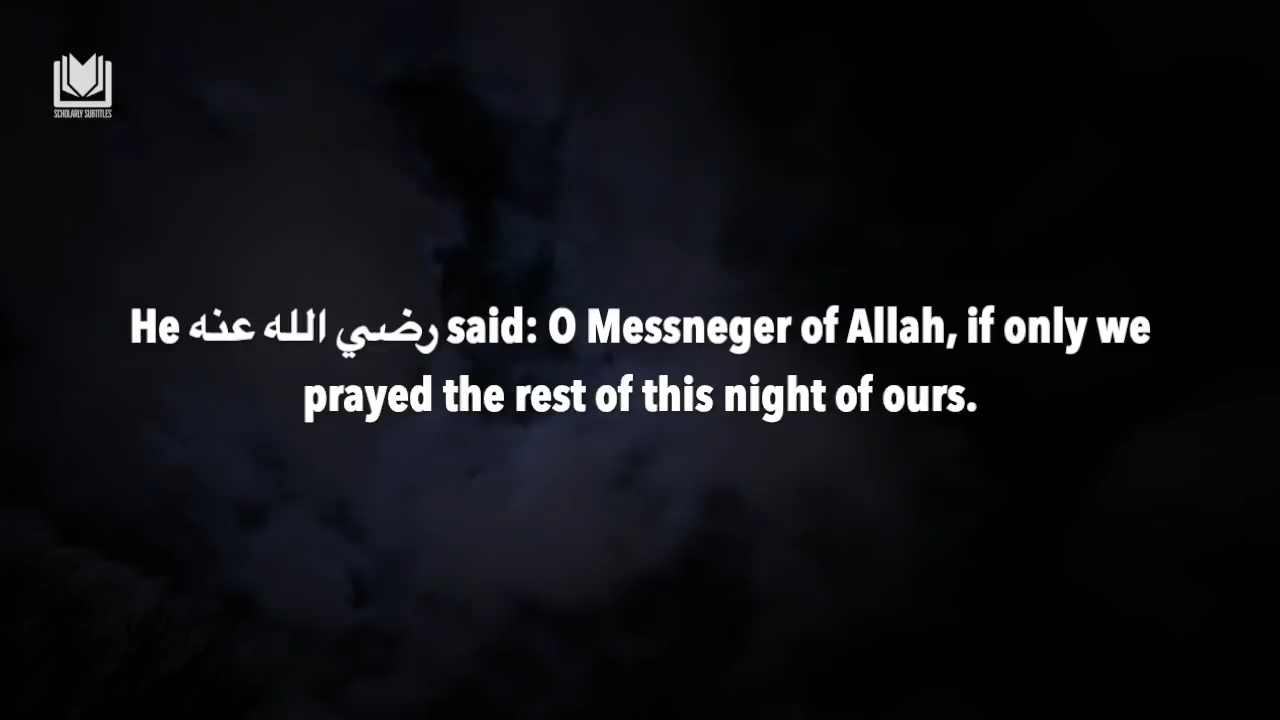 SCHOLARLY SUBTITLES
He رضي الله عنه said: O Messneger of Allah, if only we
prayed the rest of this night of ours.